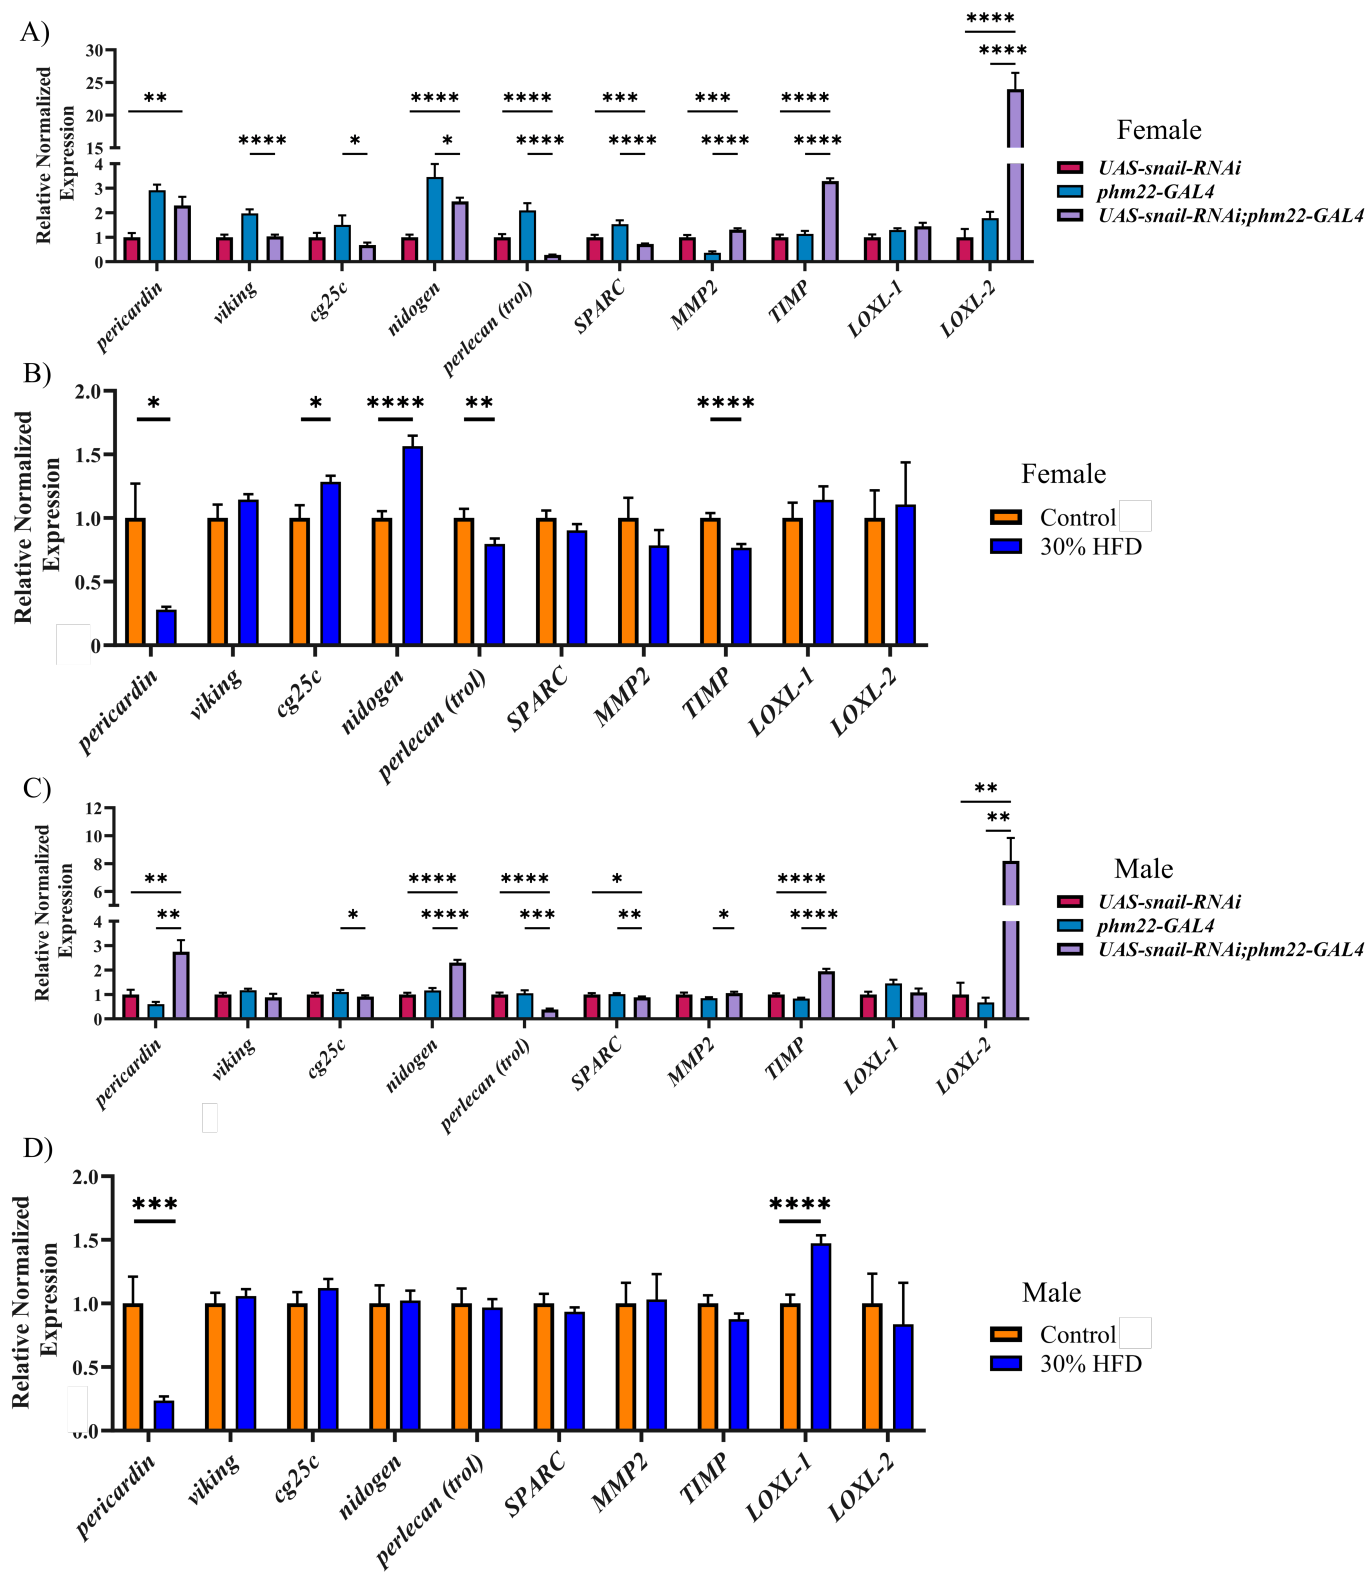 A)
Relative Normalized
Expression
30
25
20
15
4
3
2
1
0
**
****
*
****
*
****
****
***
****
***
****
****
****
****
****
pericardin
viking
cg25c
nidogen
perlecan (trol)
SPARC
MMP2
TIMP
LOXL-1
LOXL-2
Female
UAS-snail-RNAi
phm22-GAL4
UAS-snail-RNAi;phm22-GAL4
B)
Relative Normalized
Expression
2.0
1.5
1.0
0.5
0
*
*
****
**
****
pericardin
viking
cg25c
nidogen
perlecan (trol)
SPARC
MMP2
TIMP
LOXL-1
LOXL-2
Female
Control
30% HFD
C)
Relative Normalized
Expression
12
10
8
6
4
3
2
1
0
**
**
*
****
****
****
***
*
**
*
****
****
**
**
pericardin
viking
cg25c
nidogen
perlecan (trol)
SPARC
MMP2
TIMP
LOXL-1
LOXL-2
Male
UAS-snail-RNAi
phm22-GAL4
UAS-snail-RNAi;phm22-GAL4
D)
Relative Normalized
Expression
2.0
1.5
1.0
0.5
0.0
***
****
pericardin
viking
cg25c
nidogen
perlecan (trol)
SPARC
MMP2
TIMP
LOXL-1
LOXL-2
Male
Control
30% HFD